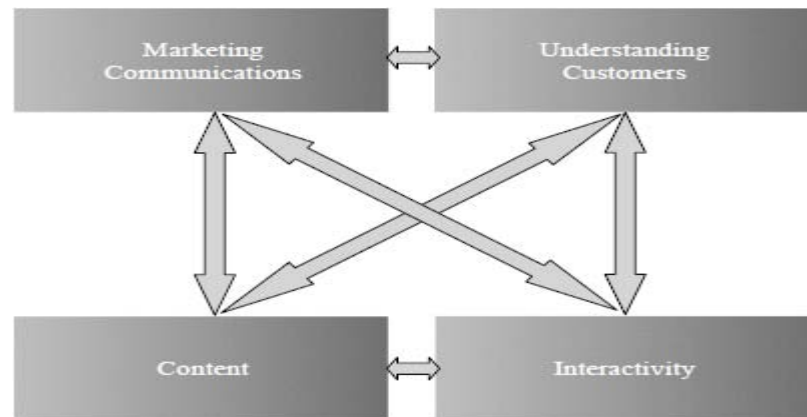 Marketing
Communications
Understanding
Customers
Content
Interactivity